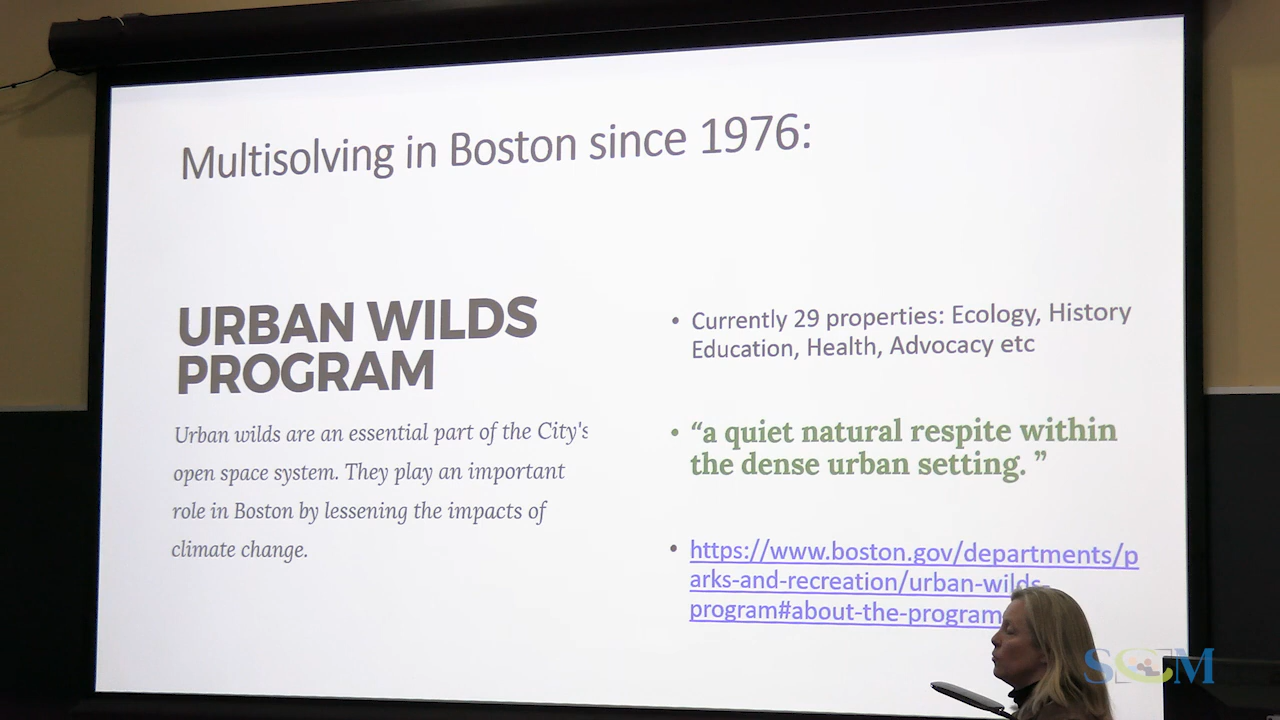 Multisolving in Boston since 1976:
URBAN WILDS
PROGRAM
Urban wilds are an essential part of the City's
open space system. They play an important
role in Boston by lessening the impacts of
climate change.
• Currently 29 properties: Ecology, History
Education, Health, Advocacy etc
• “a quiet natural respite within
the dense urban setting. ”
• https://www.boston.gov/departments/p
arks-and-recreation/urban-wilds-
program#about-the-program
SCM